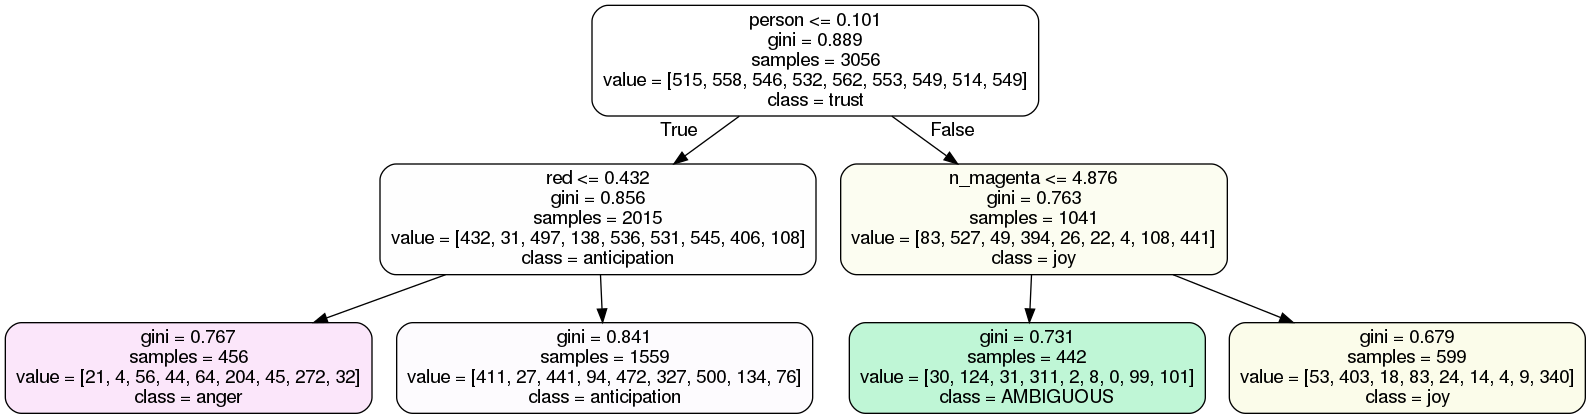 person <= 0.101
gini = 0.889
samples = 3056
value = [515, 558, 546, 532, 562, 553, 549, 514, 549]
class = trust
True
False
red <= 0.432
gini = 0.856
samples = 2015
value = [432, 31, 497, 138, 536, 531, 545, 406, 108]
class = anticipation
n_magenta <= 4.876
gini = 0.763
samples = 1041
value = [83, 527, 49, 394, 26, 22, 4, 108, 441]
class = joy
gini = 0.767
samples = 456
value = [21, 4, 56, 44, 64, 204, 45, 272, 32]
class = anger
gini = 0.841
samples = 1559
value = [411, 27, 441, 94, 472, 327, 500, 134, 76]
class = anticipation
gini = 0.731
samples = 442
value = [30, 124, 31, 311, 2, 8, 0, 99, 101]
class = AMBIGUOUS
gini = 0.679
samples = 599
value = [53, 403, 18, 83, 24, 14, 4, 9, 340]
class = joy